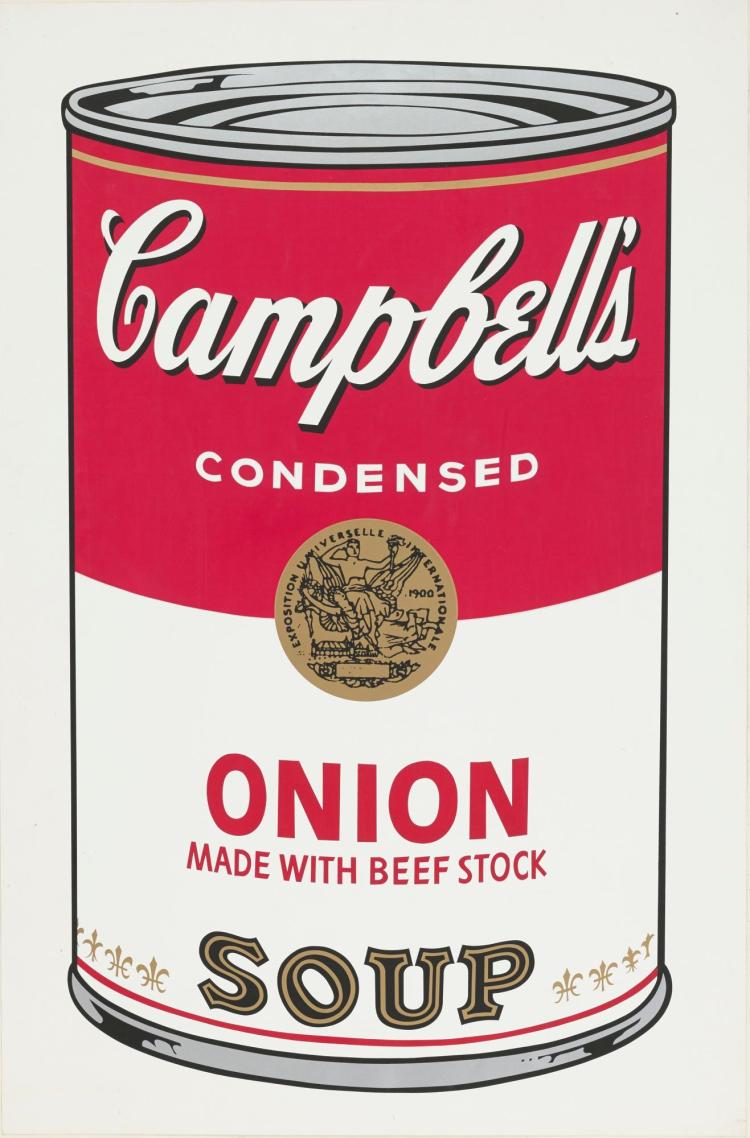 Campbell's
CONDENSED
EXPOSITION UNIVERSELLE INTERNATIONALE
1900
ONION
MADE WITH BEEF STOCK
SOUP